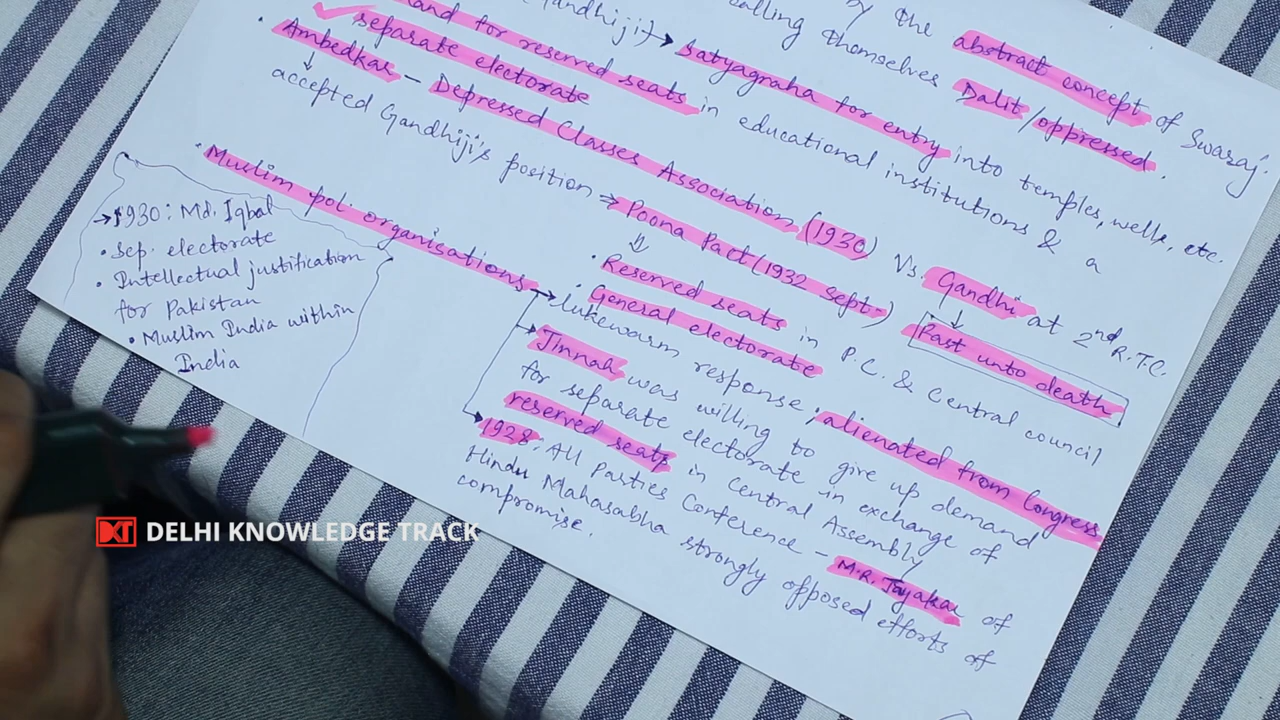 by the abstract concept of Swaraj.
calling themselves Dalit/oppressed.
Gandhiji) → Satyagraha for entry into temples, wells, etc.
and for reserved seats in educational institutions & a
separate electorate
• Ambedkar – Depressed Classes Association (1930) Vs. Gandhi at 2nd R.T.C.
↓
accepted Gandhiji's position ⇒ Poona Pact (1932 Sept.)
Fast unto death
• Reserved seats in P.C. & Central council
• General electorate
• Muslim pol. organisations
→ lukewarm response, alienated from Congress
→ Jinnah was willing to give up demand
for separate electorate in exchange of
reserved seats in Central Assembly
→ 1928: All Parties Conference – M.R. Jayakar of
Hindu Mahasabha strongly opposed efforts of
compromise.
→ 1930: Md. Iqbal
• Sep. electorate
• Intellectual justification
for Pakistan
• Muslim India within
India
DKT DELHI KNOWLEDGE TRACK